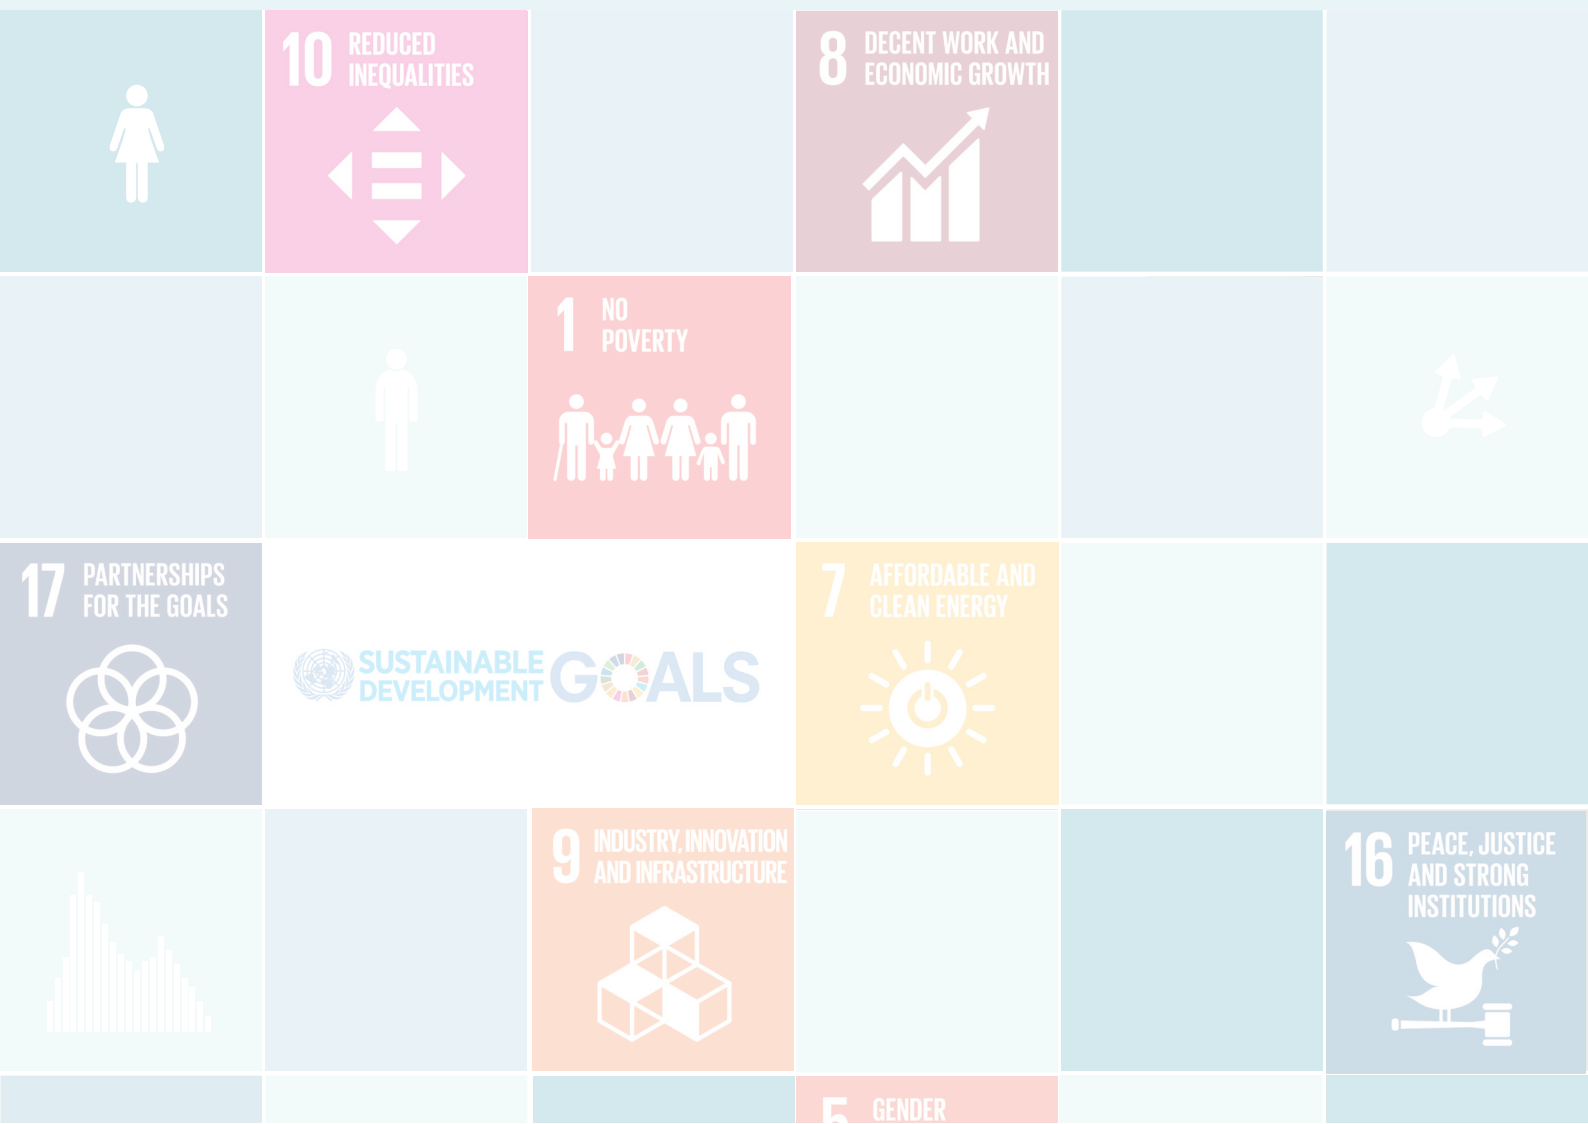 10 REDUCED
INEQUALITIES
8 DECENT WORK AND
ECONOMIC GROWTH
1 NO
POVERTY
17 PARTNERSHIPS
FOR THE GOALS
SUSTAINABLE
DEVELOPMENT GOALS
7 AFFORDABLE AND
CLEAN ENERGY
9 INDUSTRY, INNOVATION
AND INFRASTRUCTURE
16 PEACE, JUSTICE
AND STRONG
INSTITUTIONS
5 GENDER